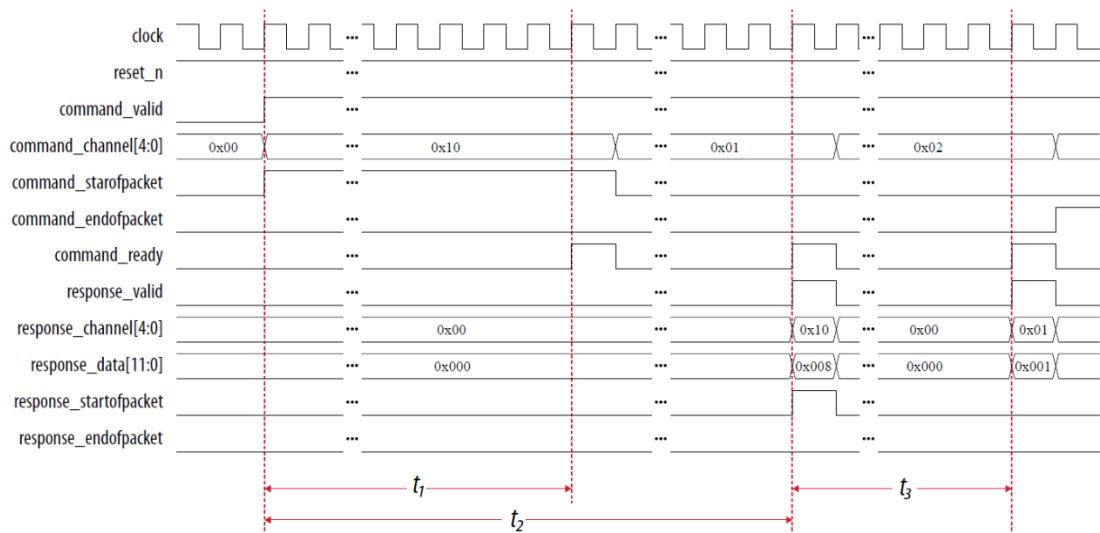 clock ... ... ...
reset_n ... ... ...
command_valid ... ... ...
command_channel[4:0] 0x00 ... 0x10 ... 0x01 ... 0x02
command_starofpacket ... ... ...
command_endofpacket ... ... ...
command_ready ... ... ...
response_valid ... ... ...
response_channel[4:0] ... 0x00 ... 0x10 ... 0x00 0x01
response_data[11:0] ... 0x000 ... 0x008 ... 0x000 0x001
response_startofpacket ... ... ...
response_endofpacket ... ... ...
t1 t3
t2